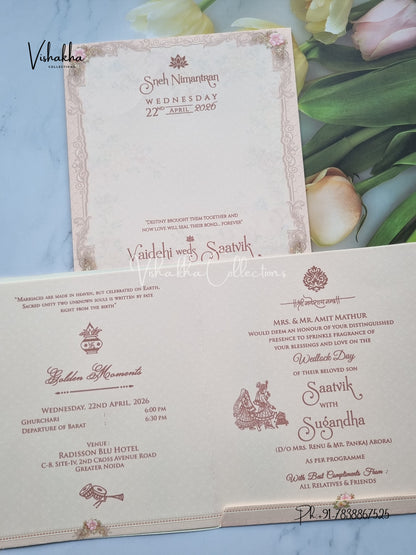 Vishakha
COLLECTIONS
Sneh Nimantran
WEDNESDAY
22ND APRIL 2026
"DESTINY BROUGHT THEM TOGETHER AND
NOW LOVE WILL SEAL THEIR BOND... FOREVER"
Vaidehi weds Saatvik
Vishakha Collections
"MARRIAGES ARE MADE IN HEAVEN, BUT CELEBRATED ON EARTH.
SACRED UNITY TWO UNKNOWN SOULS IS WRITTEN BY FATE
RIGHT FROM THE BIRTH"
Golden Moments
WEDNESDAY, 22ND APRIL, 2026
GHURCHARI : 6:00 PM
DEPARTURE OF BARAT : 6:30 PM
VENUE :
RADISSON BLU HOTEL
C-8, SITE-IV, 2ND CROSS AVENUE ROAD
GREATER NOIDA
MRS. & MR. AMIT MATHUR
WOULD DEEM AN HONOUR OF YOUR DISTINGUISHED
PRESENCE TO SPRINKLE FRAGRANCE OF
YOUR BLESSINGS AND LOVE ON THE
Wedlock Day
OF THEIR BELOVED SON
Saatvik
WITH
Sugandha
(D/O MRS. RENU & MR. PANKAJ ARORA)
AS PER PROGRAMME
With Best Compliments From :
ALL RELATIVES & FRIENDS
Ph.+91.7838867525